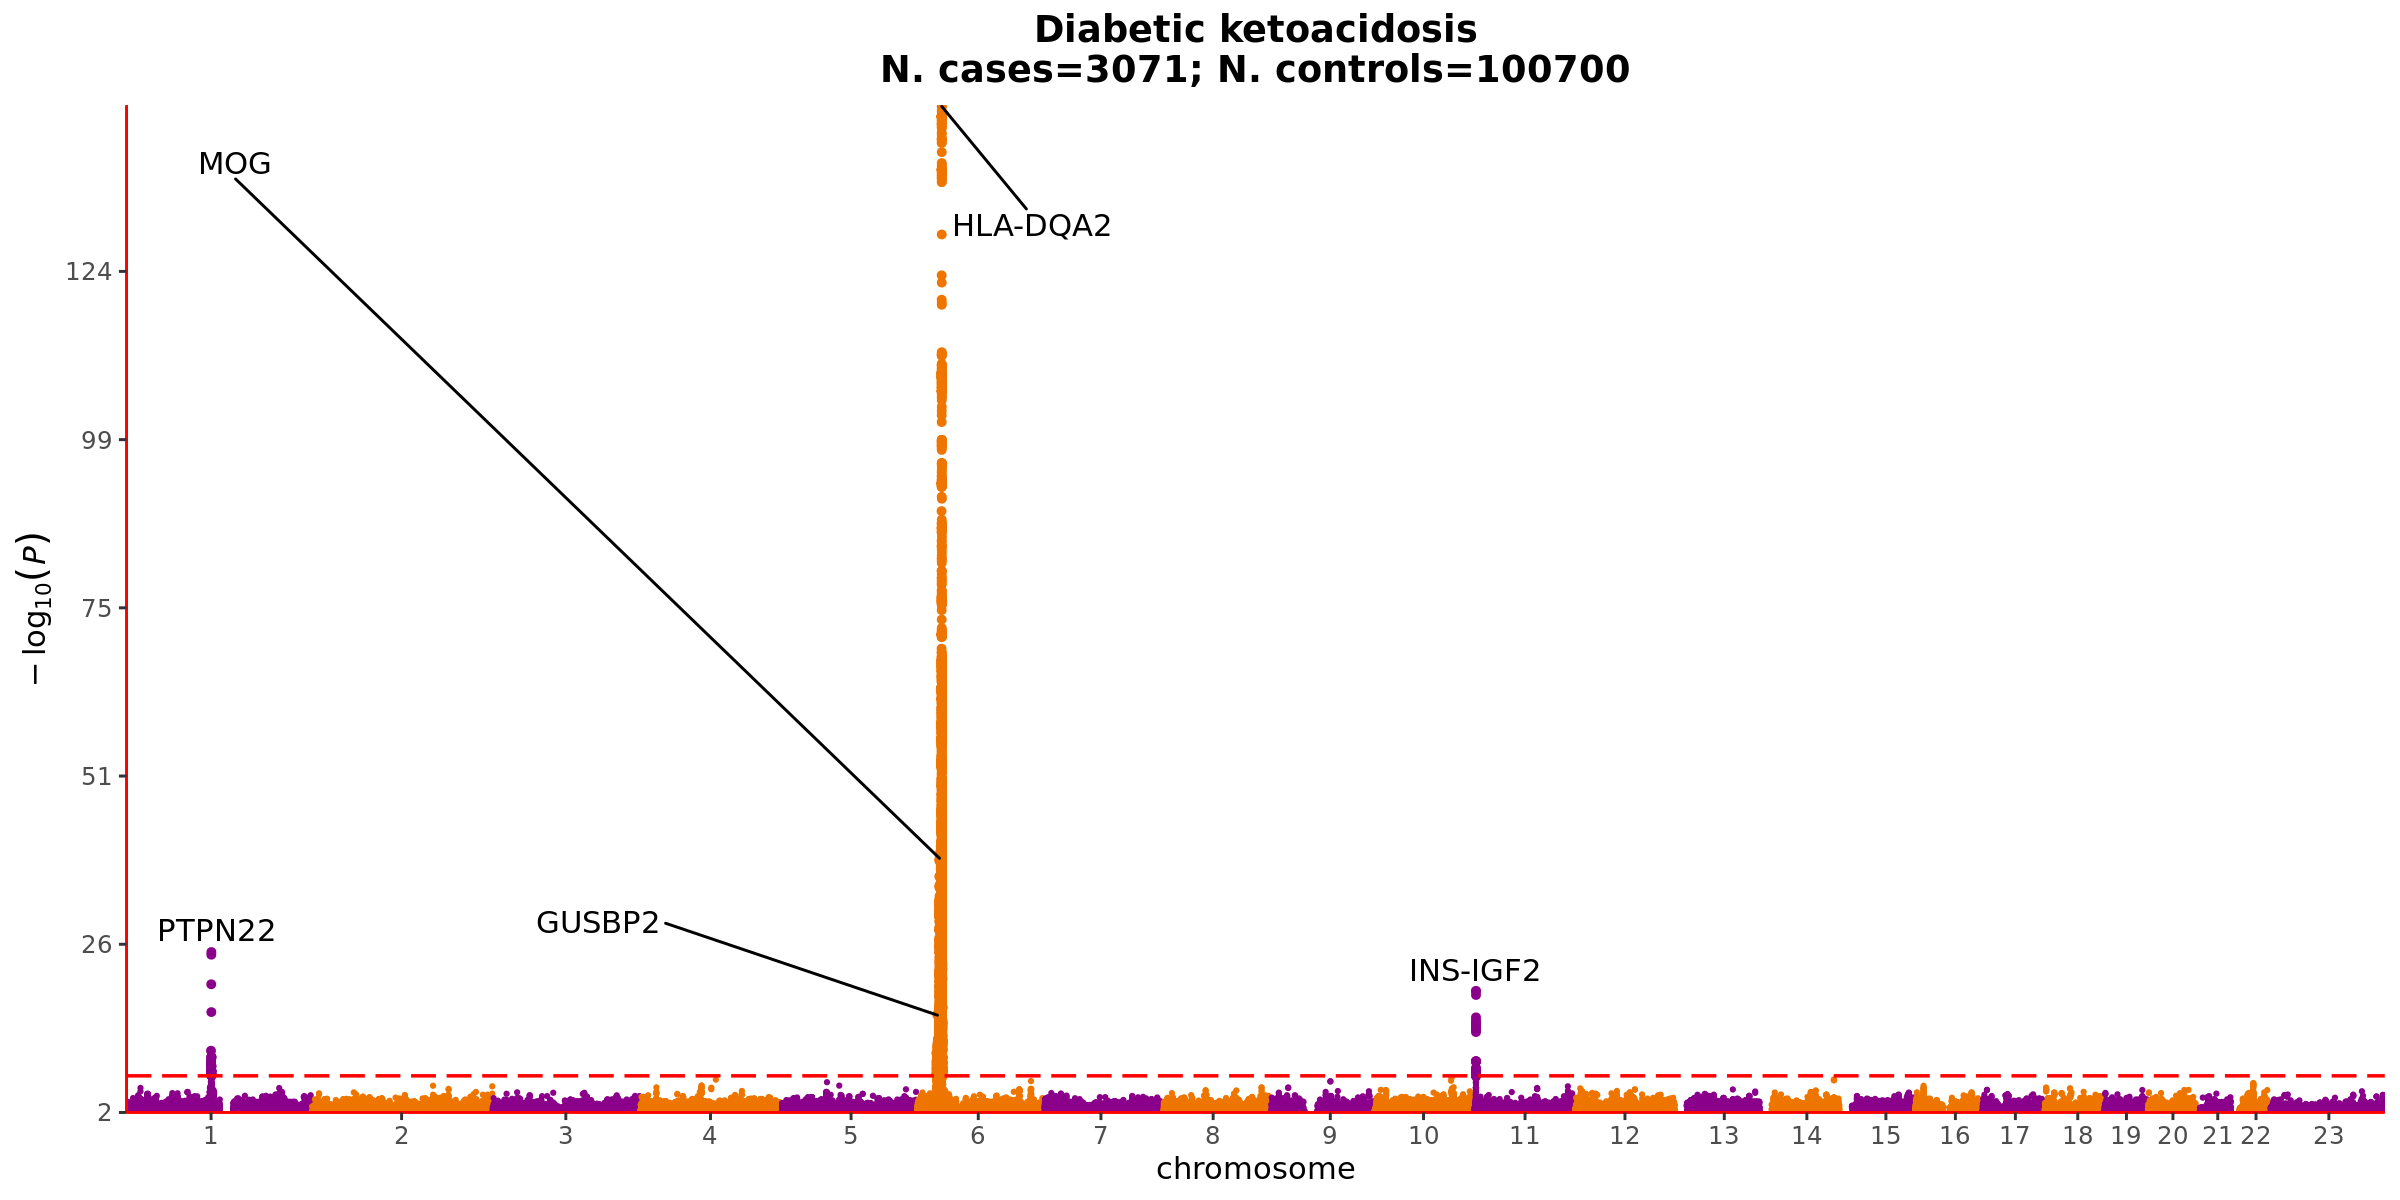 Diabetic ketoacidosis
N. cases=3071; N. controls=100700
MOG
HLA-DQA2
124
99
− log10(P)
75
51
PTPN22
GUSBP2
26
INS-IGF2
2
1 2 3 4 5 6 7 8 9 10 11 12 13 14 15 16 17 18 19 20 21 22 23
chromosome